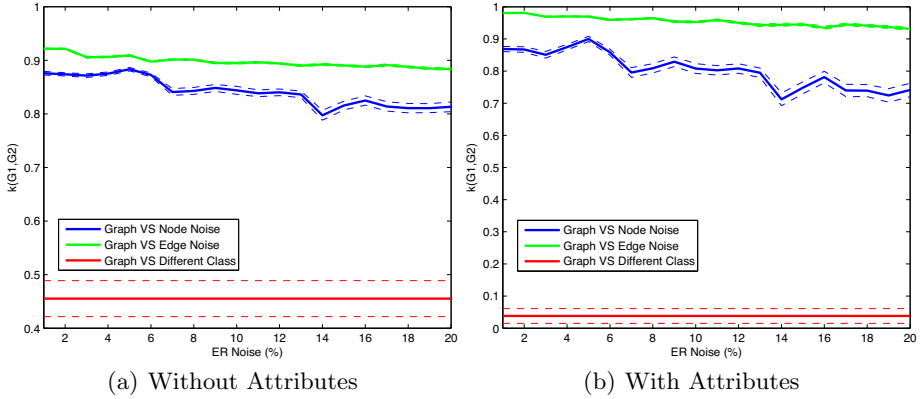 1
0.9
0.8
0.7
0.6
0.5
0.4
k(G1,G2)
2 4 6 8 10 12 14 16 18 20
ER Noise (%)
Graph VS Node Noise
Graph VS Edge Noise
Graph VS Different Class
(a) Without Attributes
1
0.9
0.8
0.7
0.6
0.5
0.4
0.3
0.2
0.1
0
k(G1,G2)
2 4 6 8 10 12 14 16 18 20
ER Noise (%)
Graph VS Node Noise
Graph VS Edge Noise
Graph VS Different Class
(b) With Attributes